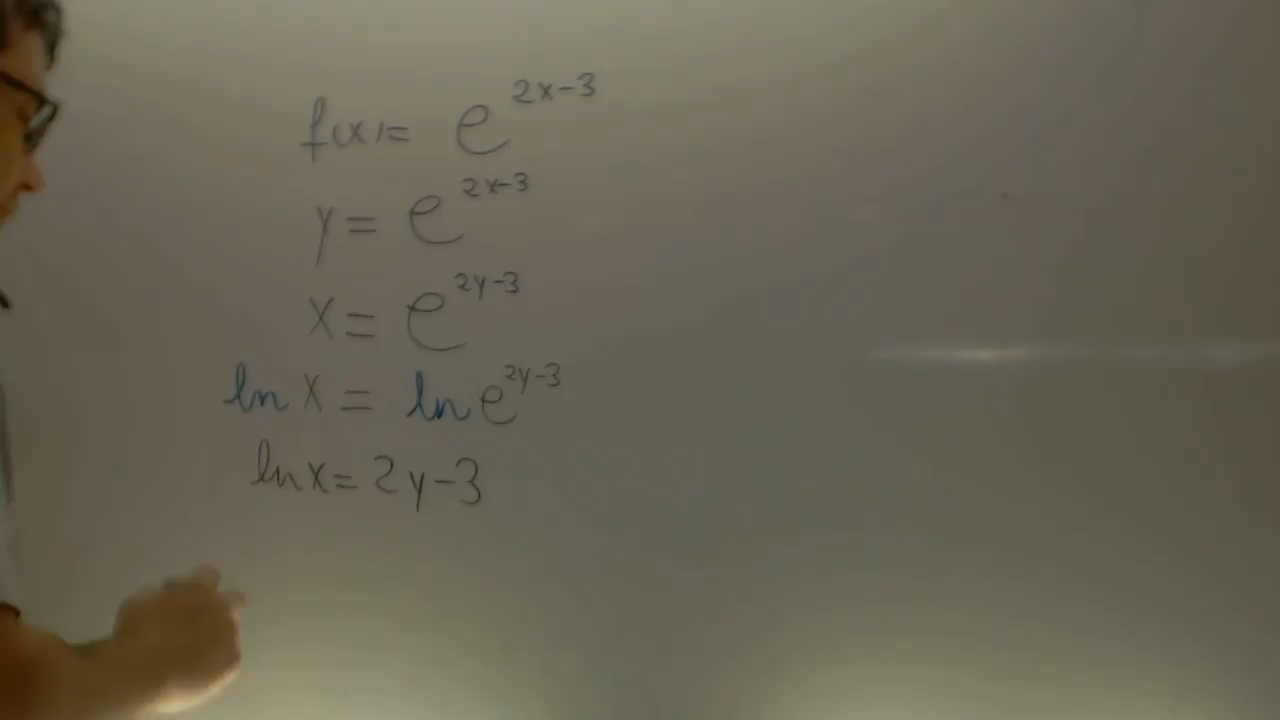 f(x)= e^{2x-3}
y= e^{2x-3}
x= e^{2y-3}
ln x = ln e^{2y-3}
ln x= 2y-3